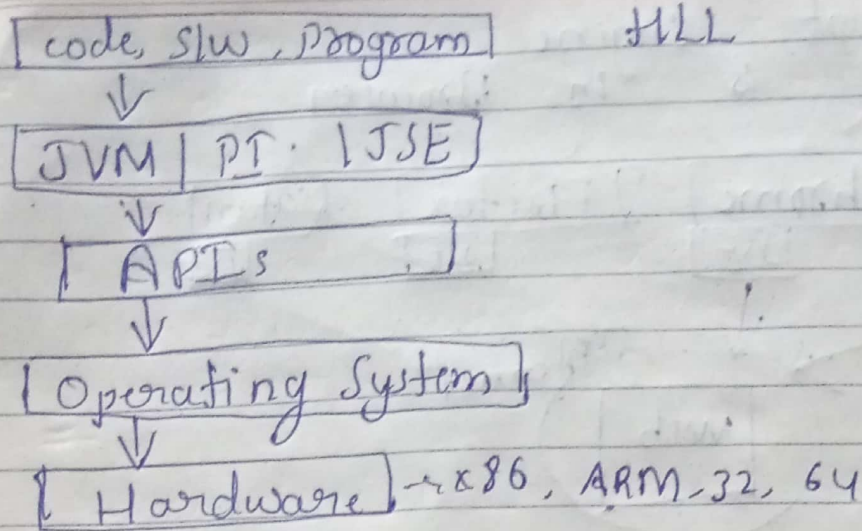 code, S/W, Program HLL
JVM | PI. | JSE
APIs
Operating System
Hardware x86, ARM-32, 64